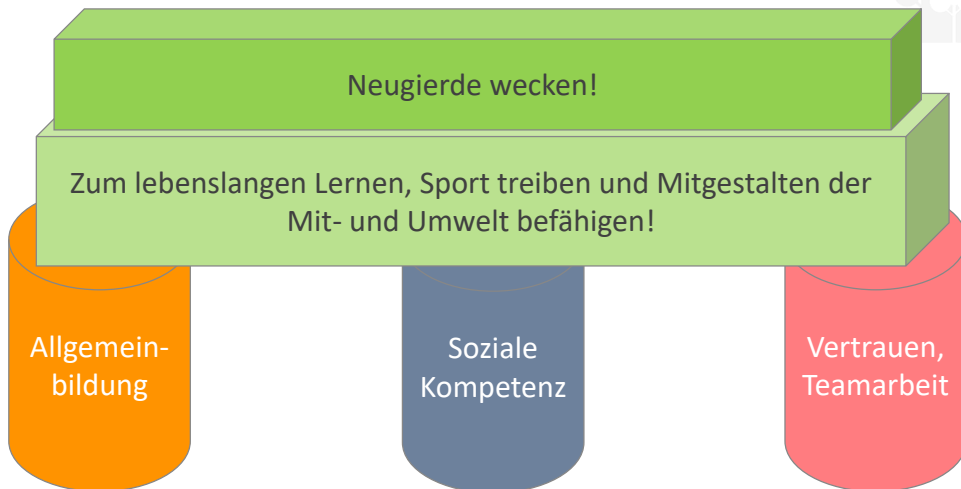 Neugierde wecken!
Zum lebenslangen Lernen, Sport treiben und Mitgestalten der
Mit- und Umwelt befähigen!
Allgemein-
bildung
Soziale
Kompetenz
Vertrauen,
Teamarbeit